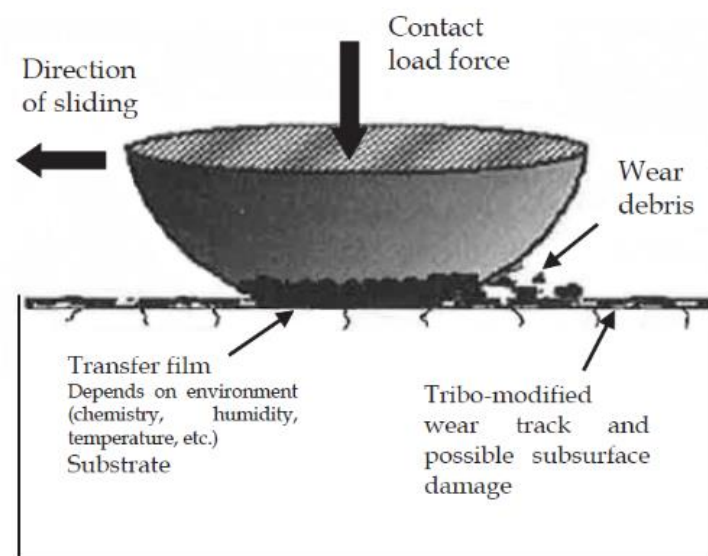 Contact
load force
Direction
of sliding
Wear
debris
Transfer film
Depends on environment
(chemistry, humidity,
temperature, etc.)
Substrate
Tribo-modified
wear track and
possible subsurface
damage